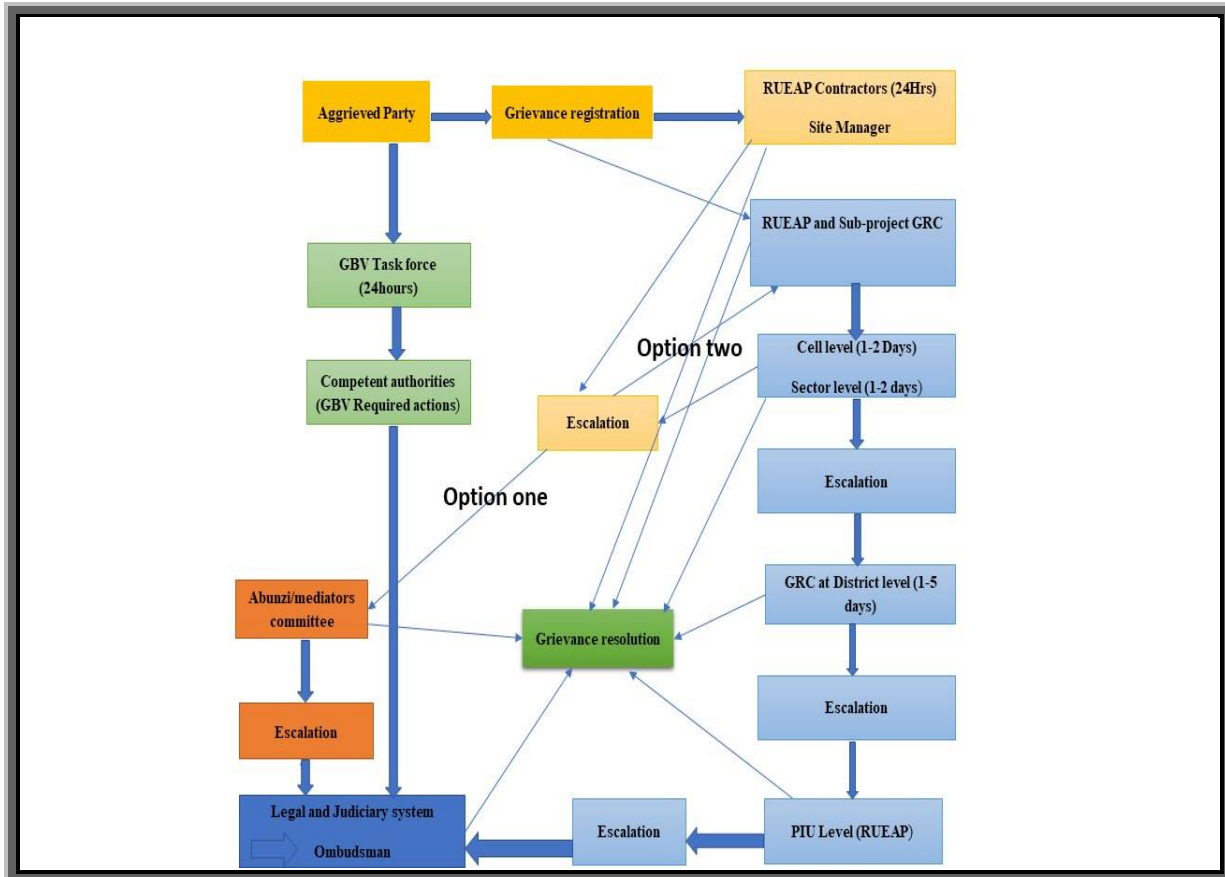 Aggrieved Party
Grievance registration
RUEAP Contractors (24Hrs)
Site Manager
RUEAP and Sub-project GRC
GBV Task force
(24hours)
Option two
Cell level (1-2 Days)
Sector level (1-2 days)
Competent authorities
(GBV Required actions)
Escalation
Option one
Escalation
Abunzi/mediators
committee
Grievance resolution
GRC at District level (1-5
days)
Escalation
Escalation
Legal and Judiciary system
Ombudsman
Escalation
PIU Level (RUEAP)